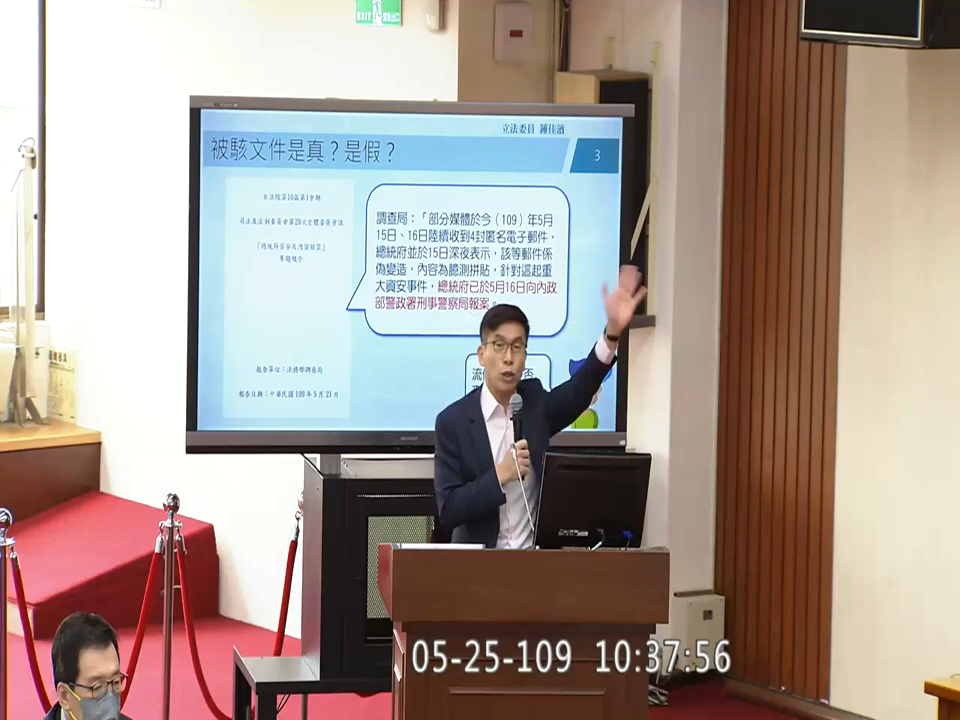 EXIT
109
立法委員 鍾佳濱
被駭文件是真？是假？
3
立法院第10屆第1會期
司法及法制委員會第29次全體委員會議
專題報告
調查局：「部分媒體於今（109）年5月
15日、16日陸續收到4封匿名電子郵件，
總統府並於15日深夜表示，該等郵件係
偽變造，內容為臆測拼貼，針對這起重
大資安事件，總統府已於5月16日向內政
部警政署刑事警察局報案。
報告單位：法務部調查局
報告日期：中華民國109年5月21日
流
否
SHARP
05-25-109 10:37:56